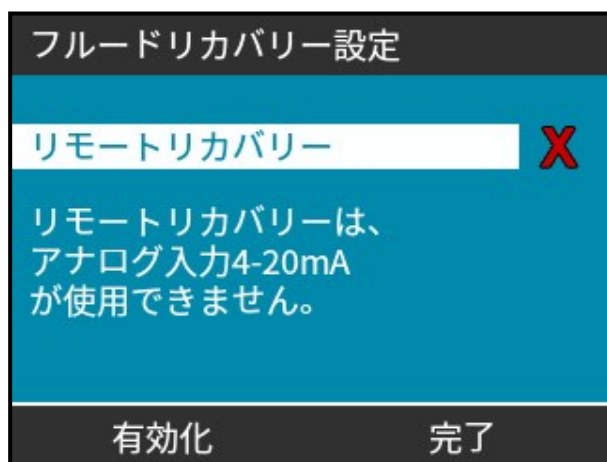 フルードリカバリー設定
リモートリカバリー X
リモートリカバリーは、
アナログ入力4-20mA
が使用できません。
有効化 完了